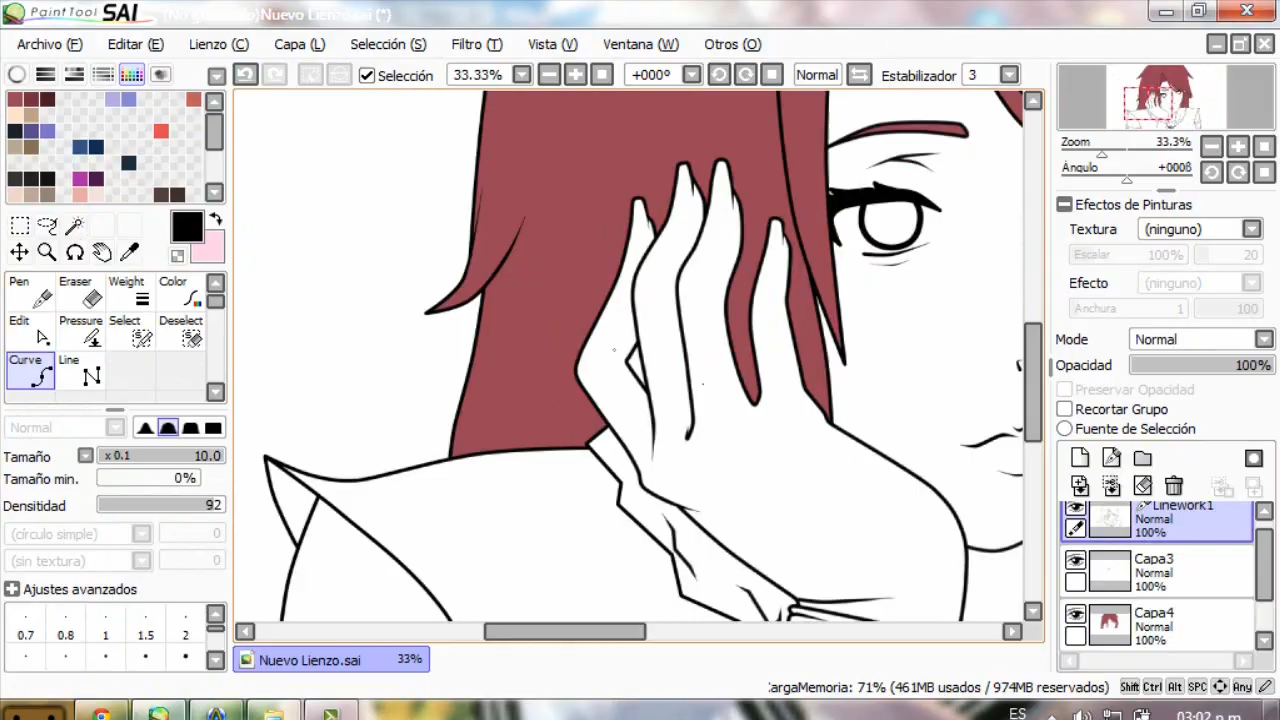 PaintTool SAI Nuevo Lienzo.sai (*)
Archivo (F) Editar (E) Lienzo (C) Capa (L) Selección (S) Filtro (T) Vista (V) Ventana (W) Otros (O)
Selección 33.33% +000º Normal Estabilizador 3
Zoom 33.3%
Ángulo +000ß
Efectos de Pinturas
Textura (ninguno)
Escalar 100% 20
Efecto (ninguno)
Anchura 1 100
Mode Normal
Opacidad 100%
Preservar Opacidad
Recortar Grupo
Fuente de Selección
Linework1
Normal
100%
Capa3
Normal
100%
Capa4
Normal
100%
Pen Eraser Weight Color
Edit Pressure Select Deselect
Curve Line
Normal
Tamaño x 0.1 10.0
Tamaño min. 0%
Densitidad 92
(círculo simple) 0
(sin textura) 0
Ajustes avanzados
0.7 0.8 1 1.5 2
Nuevo Lienzo.sai 33%
CargaMemoria: 71% (461MB usados / 974MB reservados) Shift Ctrl Alt SPC Any
ES 03:02 p.m.